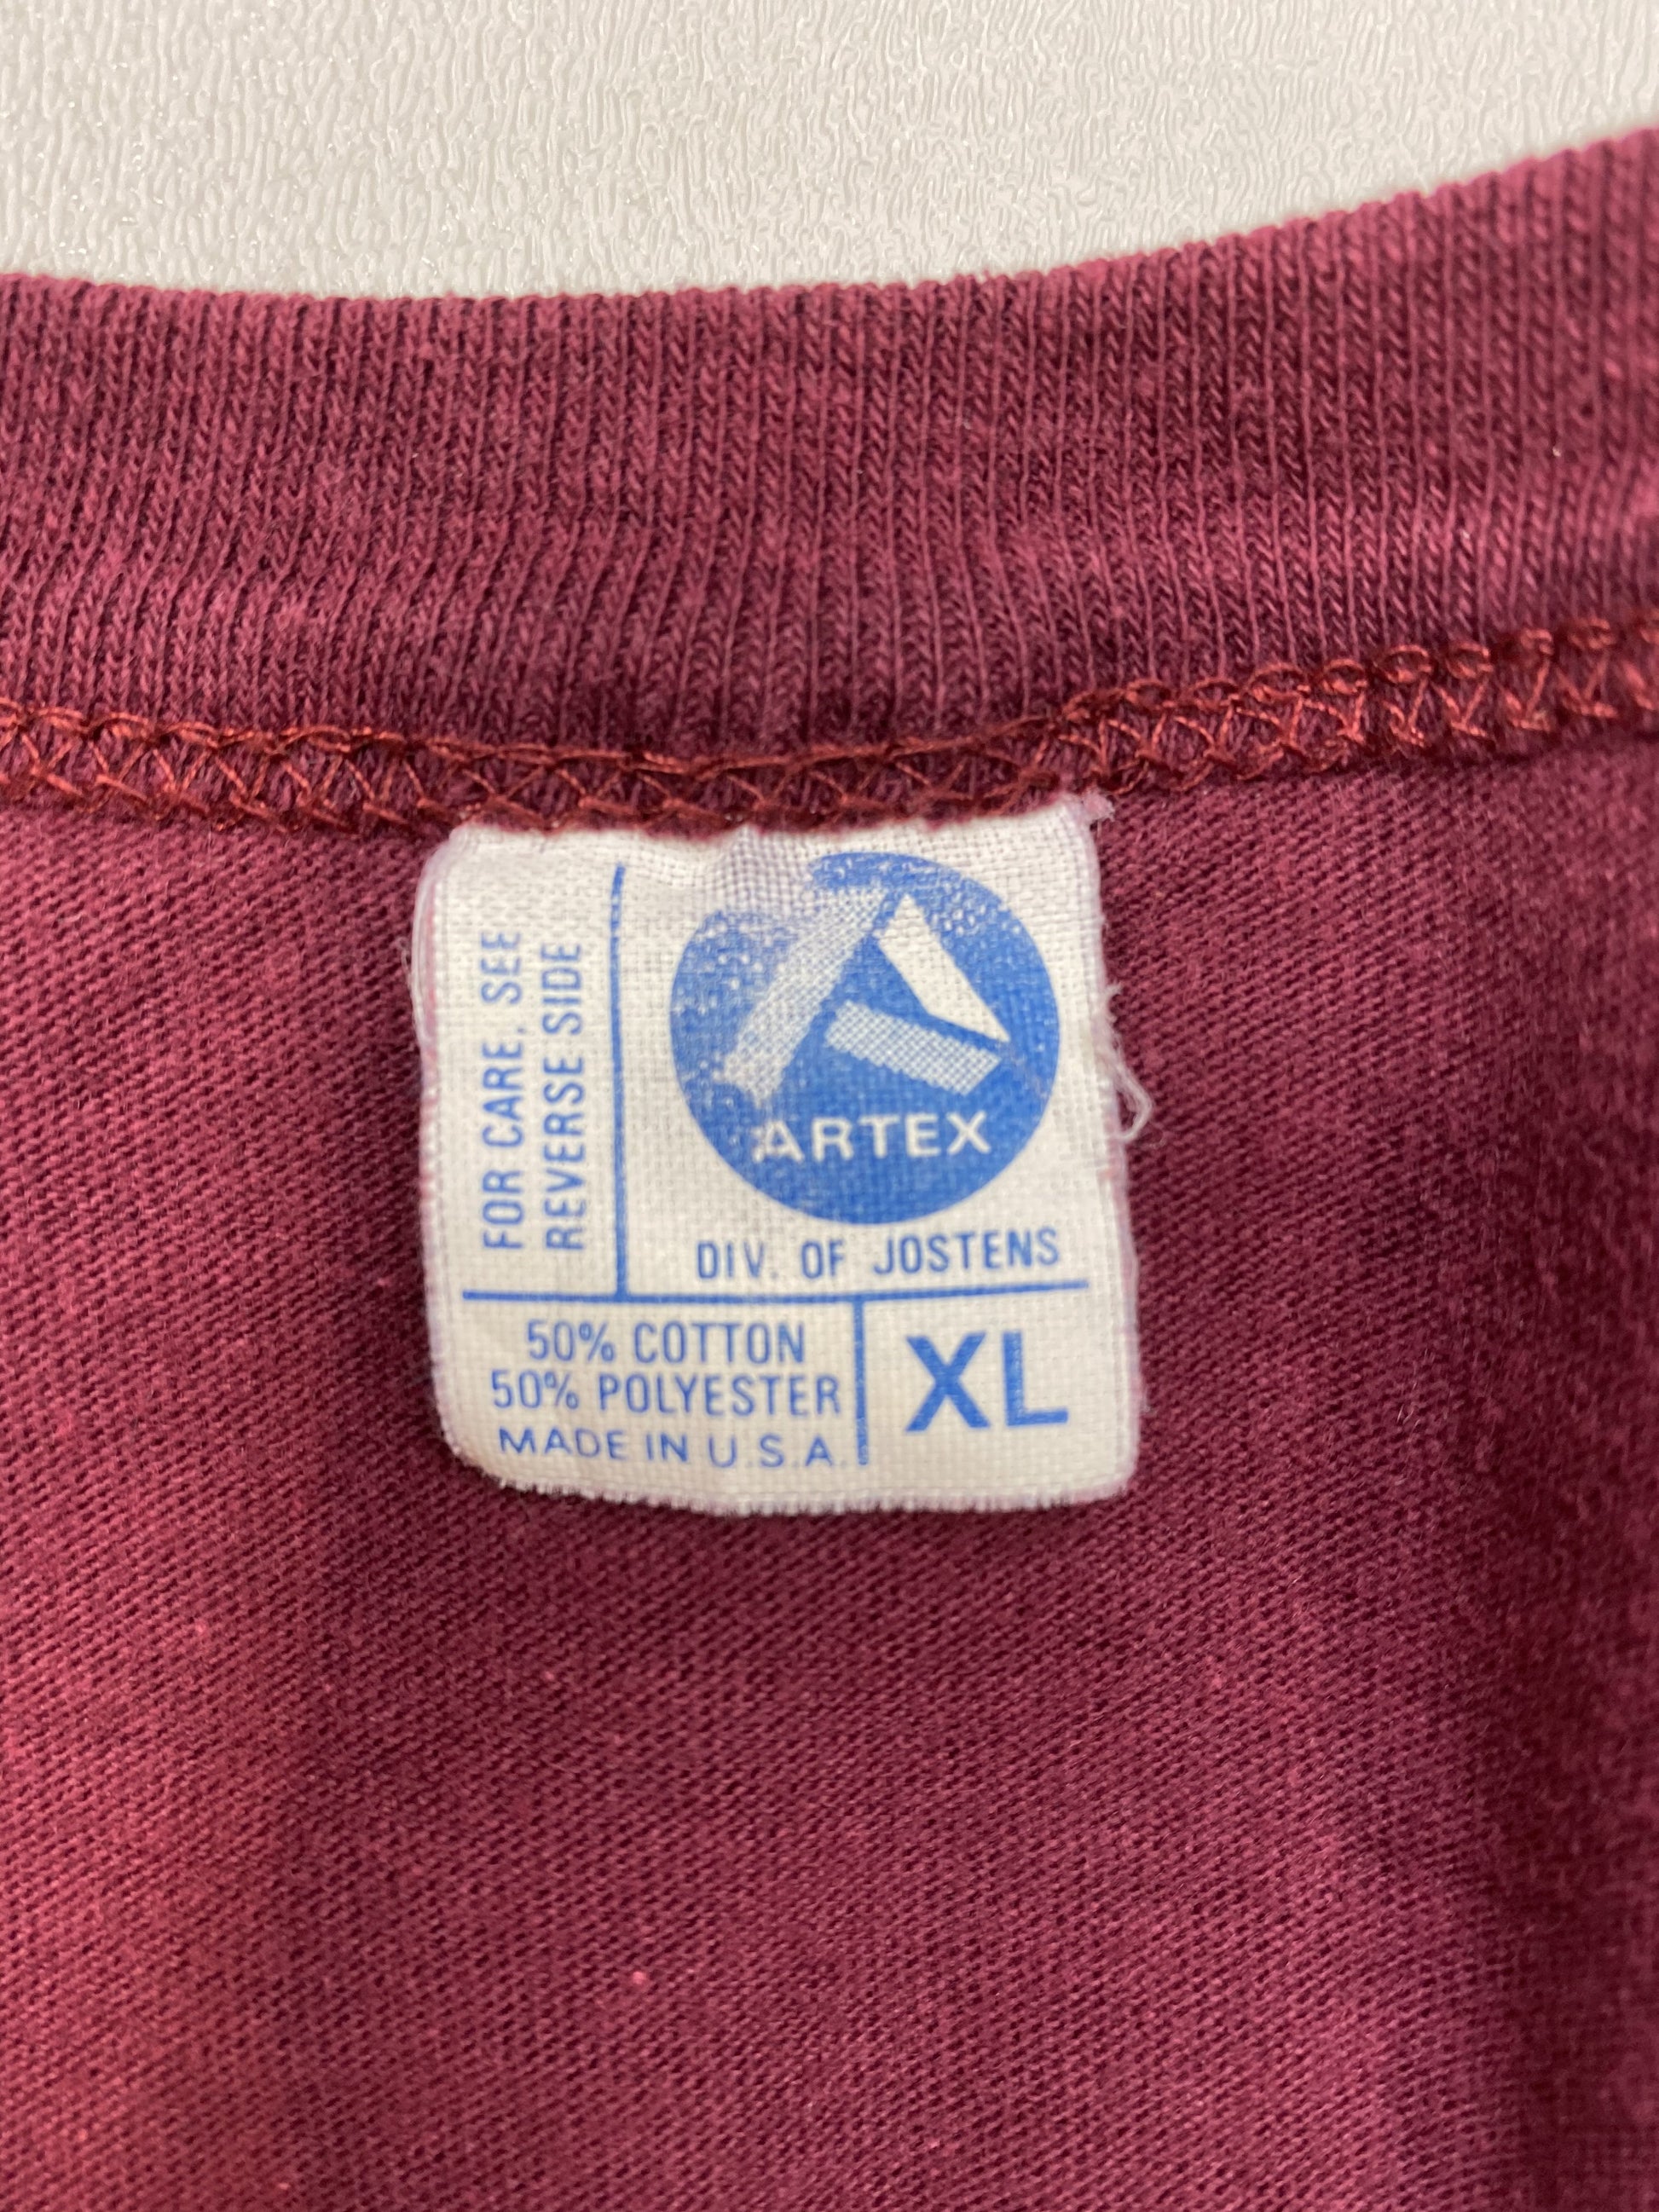 FOR CARE, SEE
REVERSE SIDE
ARTEX
DIV. OF JOSTENS
50% COTTON
50% POLYESTER
MADE IN U.S.A.
XL